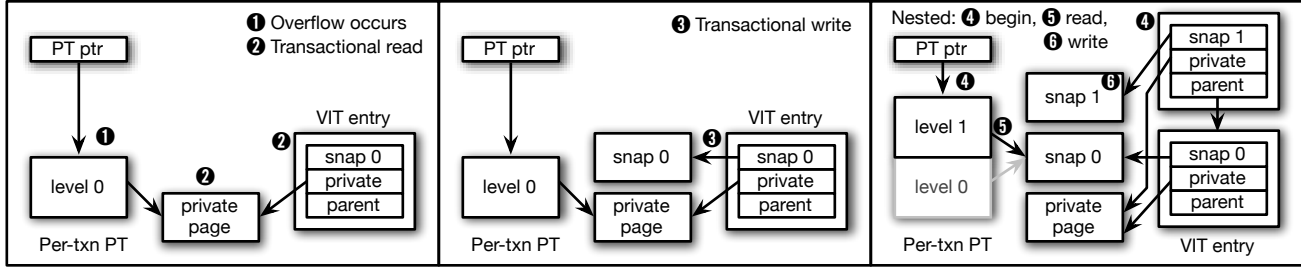 ❶ Overflow occurs
❷ Transactional read
PT ptr
❶
VIT entry
❷
snap 0
private
parent
level 0
❷
private
page
Per-txn PT
❸ Transactional write
PT ptr
VIT entry
❸
snap 0
snap 0
private
parent
level 0
private
page
Per-txn PT
Nested: ❹ begin, ❺ read,
❻ write
PT ptr
❹
❹
snap 1
private
parent
snap 1
❻
level 1
❺
snap 0
snap 0
private
parent
level 0
private
page
Per-txn PT
VIT entry